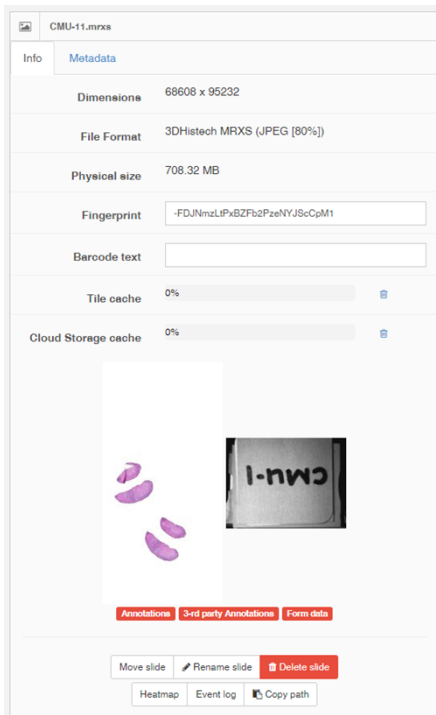 CMU-11.mrxs
Info Metadata
Dimensions 68608 x 95232
File Format 3DHistech MRXS (JPEG [80%])
Physical size 708.32 MB
Fingerprint -FDJNmzLtPxBZFb2PzeNYJScCpM1
Barcode text
Tile cache 0%
Cloud Storage cache 0%
CMU-1
Annotations 3-rd party Annotations Form data
Move slide Rename slide Delete slide
Heatmap Event log Copy path